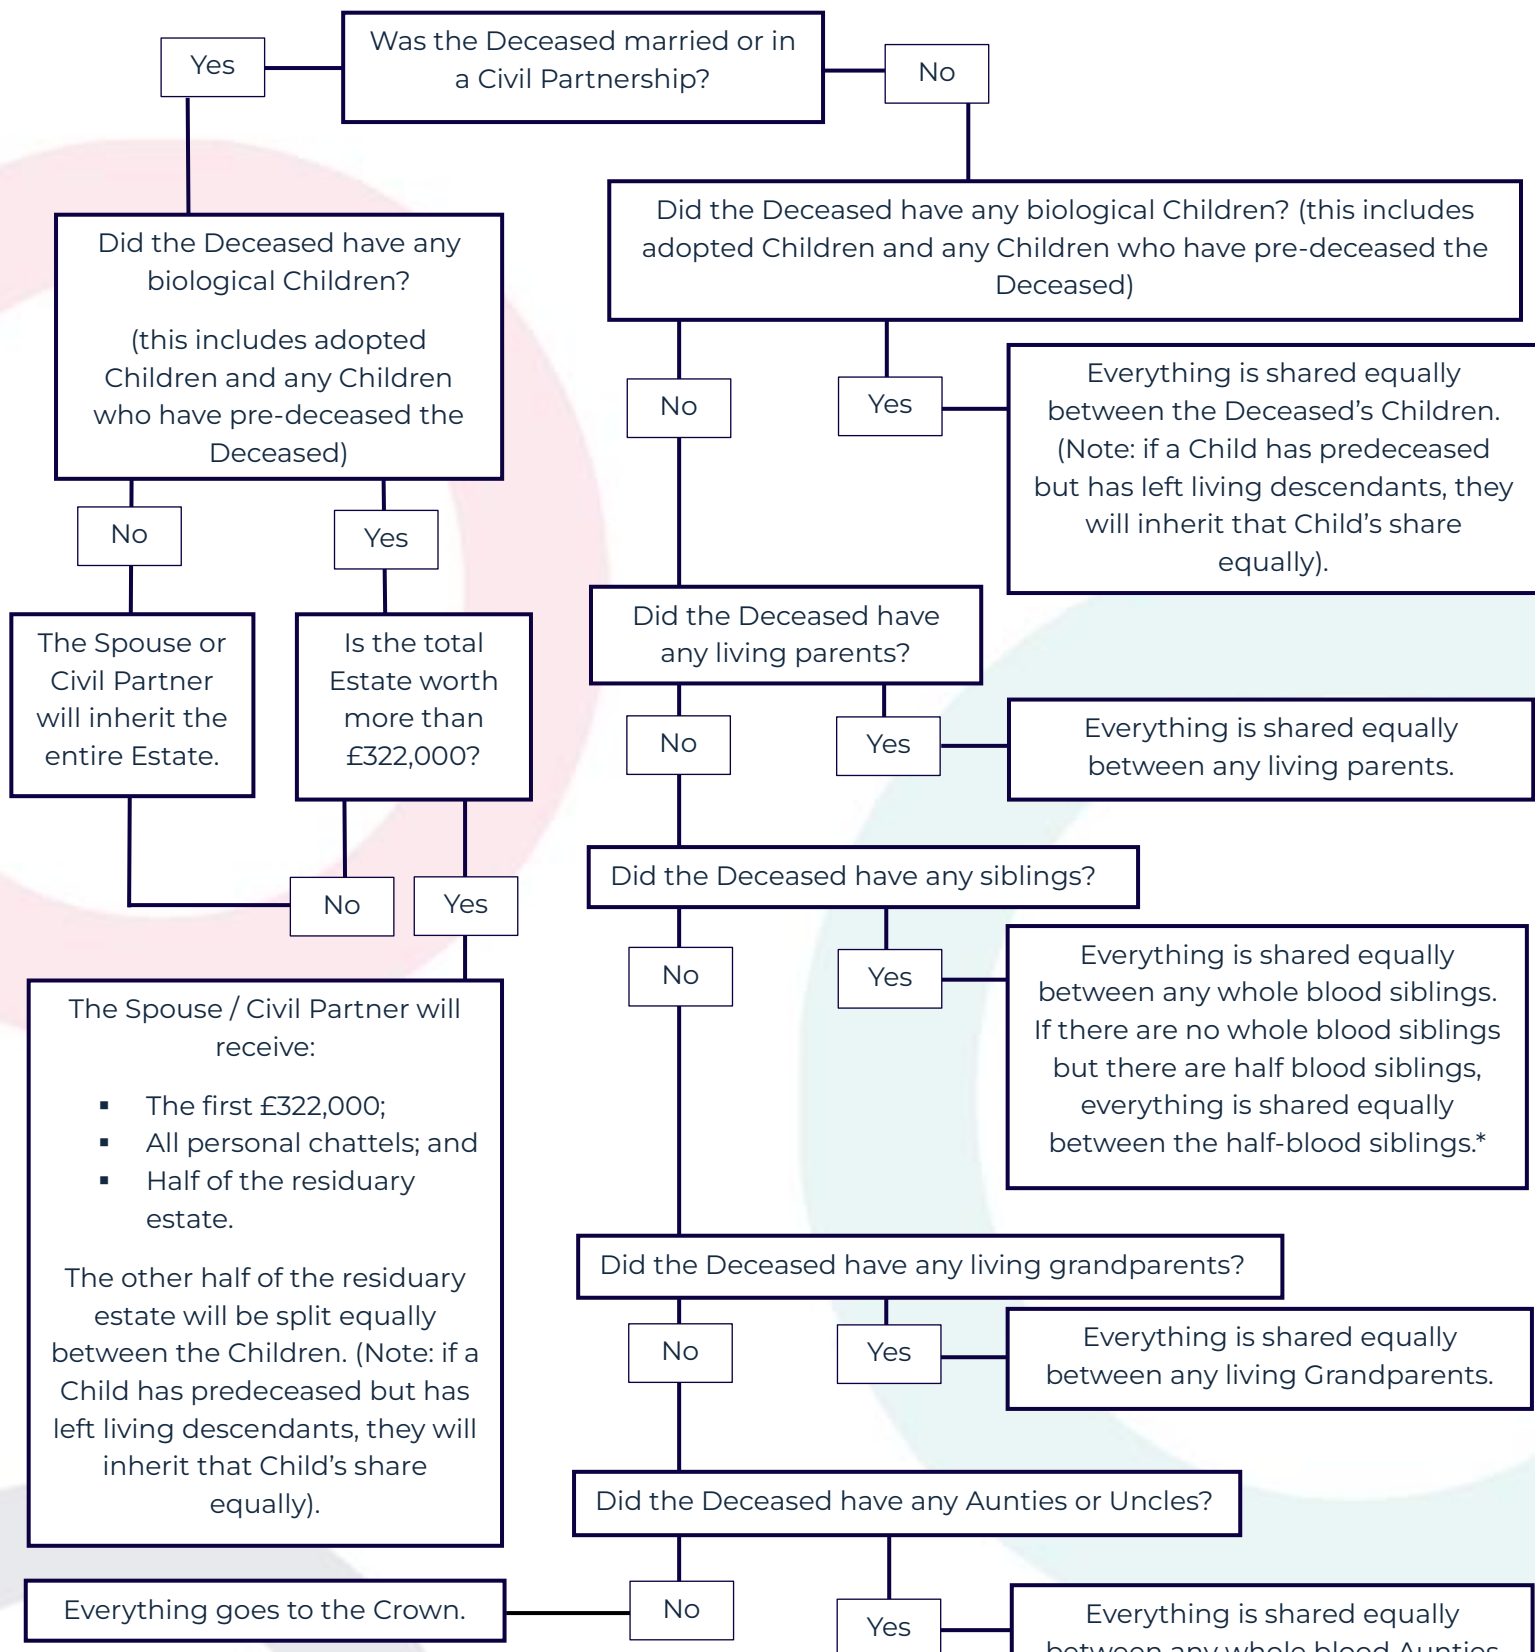 Was the Deceased married or in
a Civil Partnership?
Yes
No
Did the Deceased have any
biological Children?
(this includes adopted
Children and any Children
who have pre-deceased the
Deceased)
No
Yes
The Spouse or
Civil Partner
will inherit the
entire Estate.
Is the total
Estate worth
more than
£322,000?
No
Yes
The Spouse / Civil Partner will
receive:
▪ The first £322,000;
▪ All personal chattels; and
▪ Half of the residuary
estate.
The other half of the residuary
estate will be split equally
between the Children. (Note: if a
Child has predeceased but has
left living descendants, they will
inherit that Child's share
equally).
Did the Deceased have any biological Children? (this includes
adopted Children and any Children who have pre-deceased the
Deceased)
No
Yes
Everything is shared equally
between the Deceased's Children.
(Note: if a Child has predeceased
but has left living descendants, they
will inherit that Child's share
equally).
Did the Deceased have
any living parents?
No
Yes
Everything is shared equally
between any living parents.
Did the Deceased have any siblings?
No
Yes
Everything is shared equally
between any whole blood siblings.
If there are no whole blood siblings
but there are half blood siblings,
everything is shared equally
between the half-blood siblings.*
Did the Deceased have any living grandparents?
No
Yes
Everything is shared equally
between any living Grandparents.
Did the Deceased have any Aunties or Uncles?
No
Everything goes to the Crown.
Yes
Everything is shared equally
between any whole blood Aunties